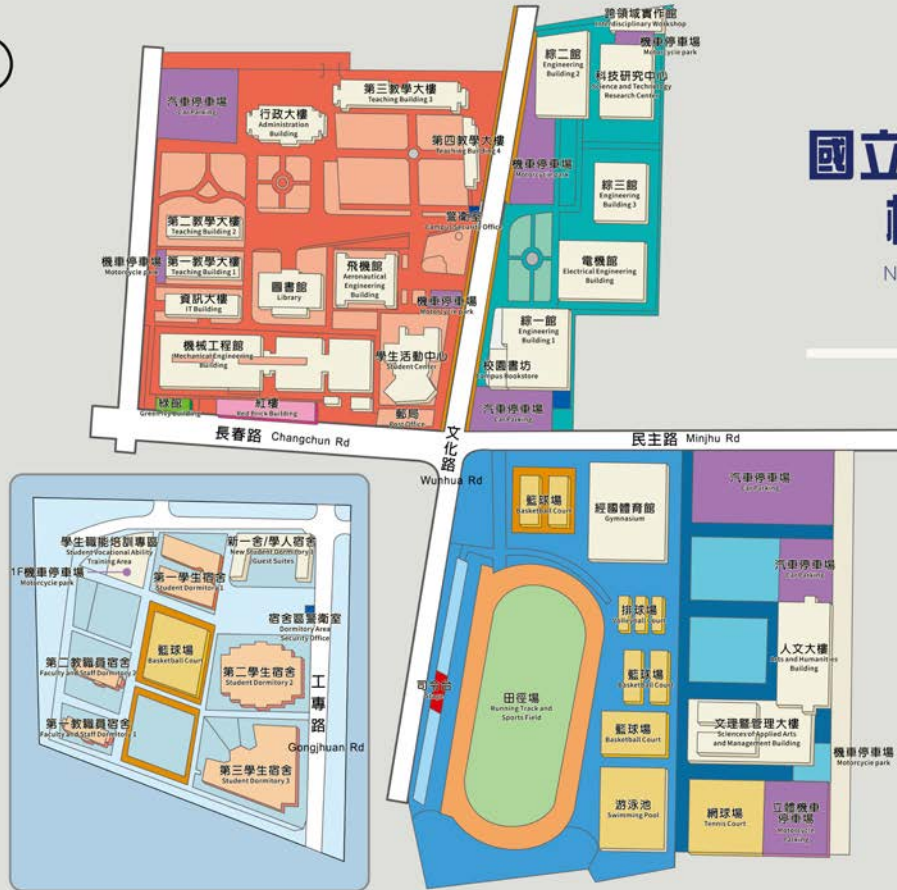 跨領域實作館
Interdisciplinary Workshop
機車停車場
Motorcycle park
綜二館
Engineering
Building 2
科技研究中心
Science and Technology
Research Center
第三教學大樓
Teaching Building 3
汽車停車場
Car Parking
行政大樓
Administration
Building
第四教學大樓
Teaching Building 4
機車停車場
Motorcycle park
綜三館
Engineering
Building 3
國立
N
第二教學大樓
Teaching Building 2
警衛室
Campus Security Office
機車停車場
Motorcycle park
第一教學大樓
Teaching Building 1
飛機館
Aeronautical
Engineering
Building
電機館
Electrical Engineering
Building
圖書館
Library
資訊大樓
IT Building
機車停車場
Motorcycle park
綜一館
Engineering
Building 1
機械工程館
Mechanical Engineering
Building
學生活動中心
Student Center
校園書坊
Campus Bookstore
綠館
Greenery Building
紅樓
Red Brick Building
郵局
Post Office
汽車停車場
Car Parking
長春路 Changchun Rd
文化路
Wunhua Rd
民主路 Minjhu Rd
籃球場
Basketball Court
經國體育館
Gymnasium
汽車停車場
Car Parking
學生職能培訓專區
Student Vocational Ability
Training Area
新一舍/學人宿舍
New Student Dormitory 1
/Guest Suites
1F機車停車場
Motorcycle park
第一學生宿舍
Student Dormitory 1
汽車停車場
Car Parking
宿舍區警衛室
Dormitory Area
Security Office
排球場
Volleyball Court
籃球場
Basketball Court
第二教職員宿舍
Faculty and Staff Dormitory 2
第二學生宿舍
Student Dormitory 2
人文大樓
Arts and Humanities
Building
籃球場
Basketball Court
司令台
田徑場
Running Track and
Sports Field
工專路
Gongjhuan Rd
第一教職員宿舍
Faculty and Staff Dormitory 1
籃球場
Basketball Court
文理暨管理大樓
Sciences of Applied Arts
and Management Building
機車停車場
Motorcycle park
第三學生宿舍
Student Dormitory 3
游泳池
Swimming Pool
網球場
Tennis Court
立體機車
停車場
Motorcycle
Parking